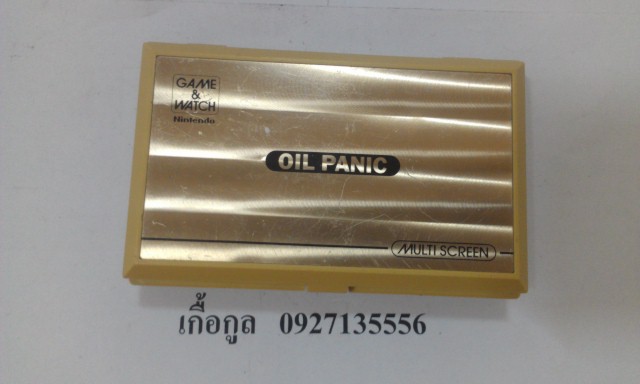 GAME
&
WATCH
Nintendo
OIL PANIC
MULTI SCREEN
เกื้อกูล 0927135556